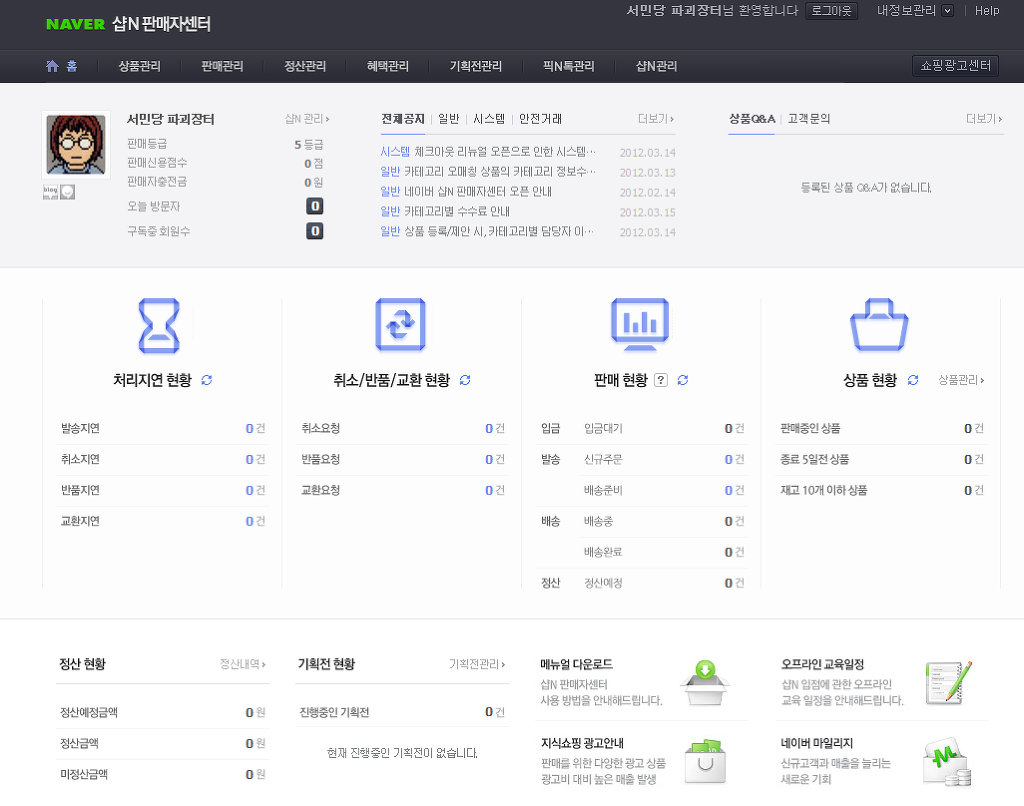 NAVER 샵N 판매자센터
서민당 파괴장터님 환영합니다 로그아웃 내정보관리 Help
홈 상품관리 판매관리 정산관리 혜택관리 기획전관리 픽N톡관리 샵N관리 쇼핑광고센터
서민당 파괴장터 샵N 관리
판매등급 5 등급
판매신용점수 0 점
판매자충전금 0 원
오늘 방문자 0
구독중 회원수 0
blog
전체공지 일반 시스템 안전거래 더보기
시스템 체크아웃 리뉴얼 오픈으로 인한 시스템… 2012.03.14
일반 카테고리 오매칭 상품의 카테고리 정보수… 2012.03.13
일반 네이버 샵N 판매자센터 오픈 안내 2012.02.14
일반 카테고리별 수수료 안내 2012.03.15
일반 상품 등록/제안 시, 카테고리별 담당자 이… 2012.03.14
상품Q&A 고객문의 더보기
등록된 상품 Q&A가 없습니다.
처리지연 현황
발송지연 0 건
취소지연 0 건
반품지연 0 건
교환지연 0 건
취소/반품/교환 현황
취소요청 0 건
반품요청 0 건
교환요청 0 건
판매 현황 ?
입금 입금대기 0 건
발송 신규주문 0 건
배송준비 0 건
배송 배송중 0 건
배송완료 0 건
정산 정산예정 0 건
상품 현황 상품관리
판매중인 상품 0 건
종료 5일전 상품 0 건
재고 10개 이하 상품 0 건
정산 현황 정산내역
정산예정금액 0 원
정산금액 0 원
미정산금액 0 원
기획전 현황 기획전관리
진행중인 기획전 0 건
현재 진행중인 기획전이 없습니다.
메뉴얼 다운로드
샵N 판매자센터
사용 방법을 안내해드립니다.
지식쇼핑 광고안내
판매를 위한 다양한 광고 상품
광고비 대비 높은 매출 발생
오프라인 교육일정
샵N 입점에 관한 오프라인
교육 일정을 안내해드립니다.
네이버 마일리지
신규고객과 매출을 늘리는
새로운 기회